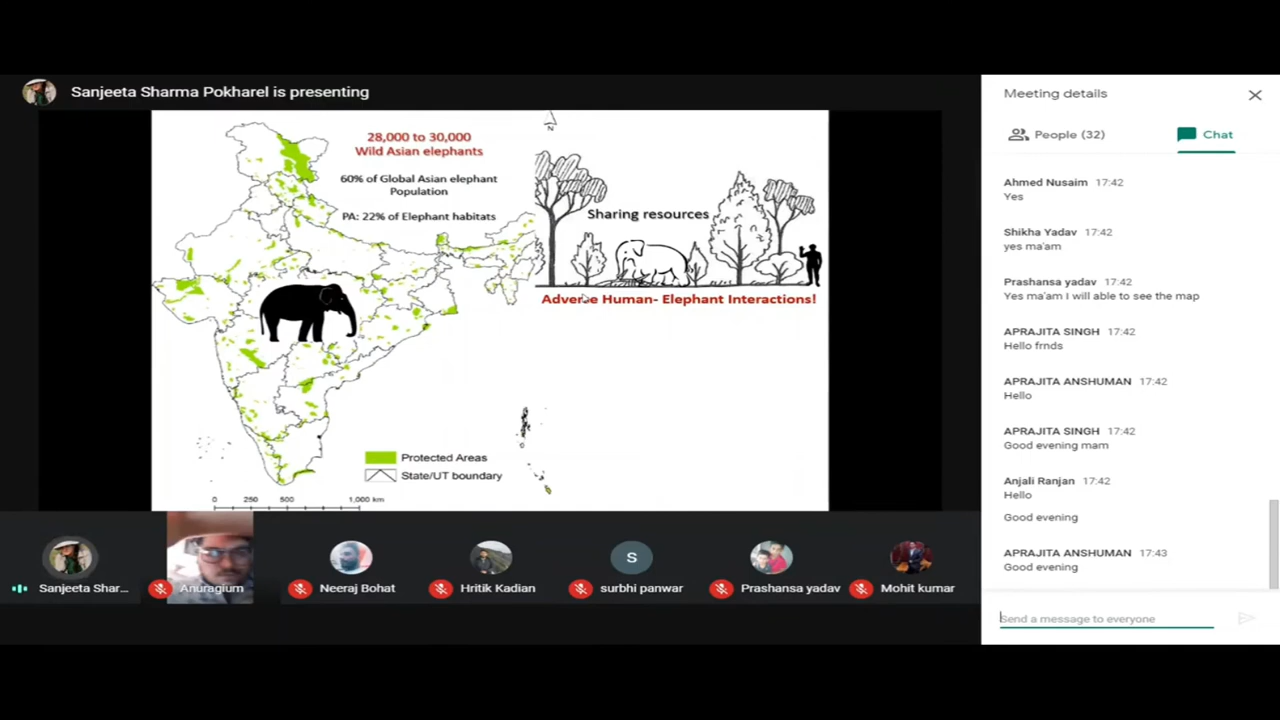 Sanjeeta Sharma Pokharel is presenting
28,000 to 30,000
Wild Asian elephants
60% of Global Asian elephant
Population
PA: 22% of Elephant habitats
N
Sharing resources
Adverse Human- Elephant Interactions!
Protected Areas
State/UT boundary
0 250 500 1,000 km
Sanjeeta Shar...
Anuragium
Neeraj Bohat
Hritik Kadian
S
surbhi panwar
Prashansa yadav
Mohit kumar
Meeting details
People (32)
Chat
Ahmed Nusaim 17:42
Yes
Shikha Yadav 17:42
yes ma'am
Prashansa yadav 17:42
Yes ma'am I will able to see the map
APRAJITA SINGH 17:42
Hello frnds
APRAJITA ANSHUMAN 17:42
Hello
APRAJITA SINGH 17:42
Good evening mam
Anjali Ranjan 17:42
Hello
Good evening
APRAJITA ANSHUMAN 17:43
Good evening
Send a message to everyone